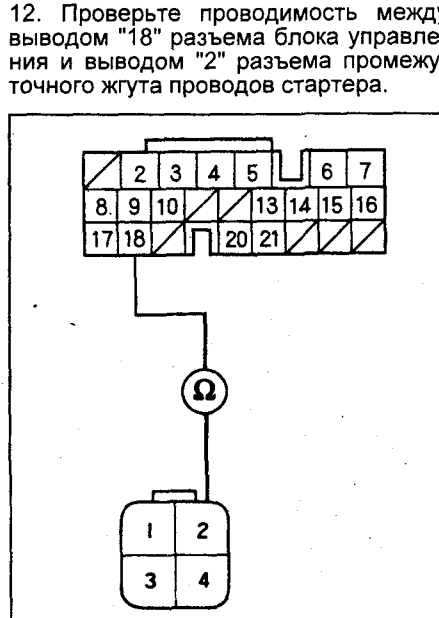 12. Проверьте проводимость между
выводом "18" разъема блока управле-
ния и выводом "2" разъема промежу-
точного жгута проводов стартера.
2 3 4 5 6 7
8. 9 10 13 14 15 16
17 18 20 21
Ω
1 2
3 4